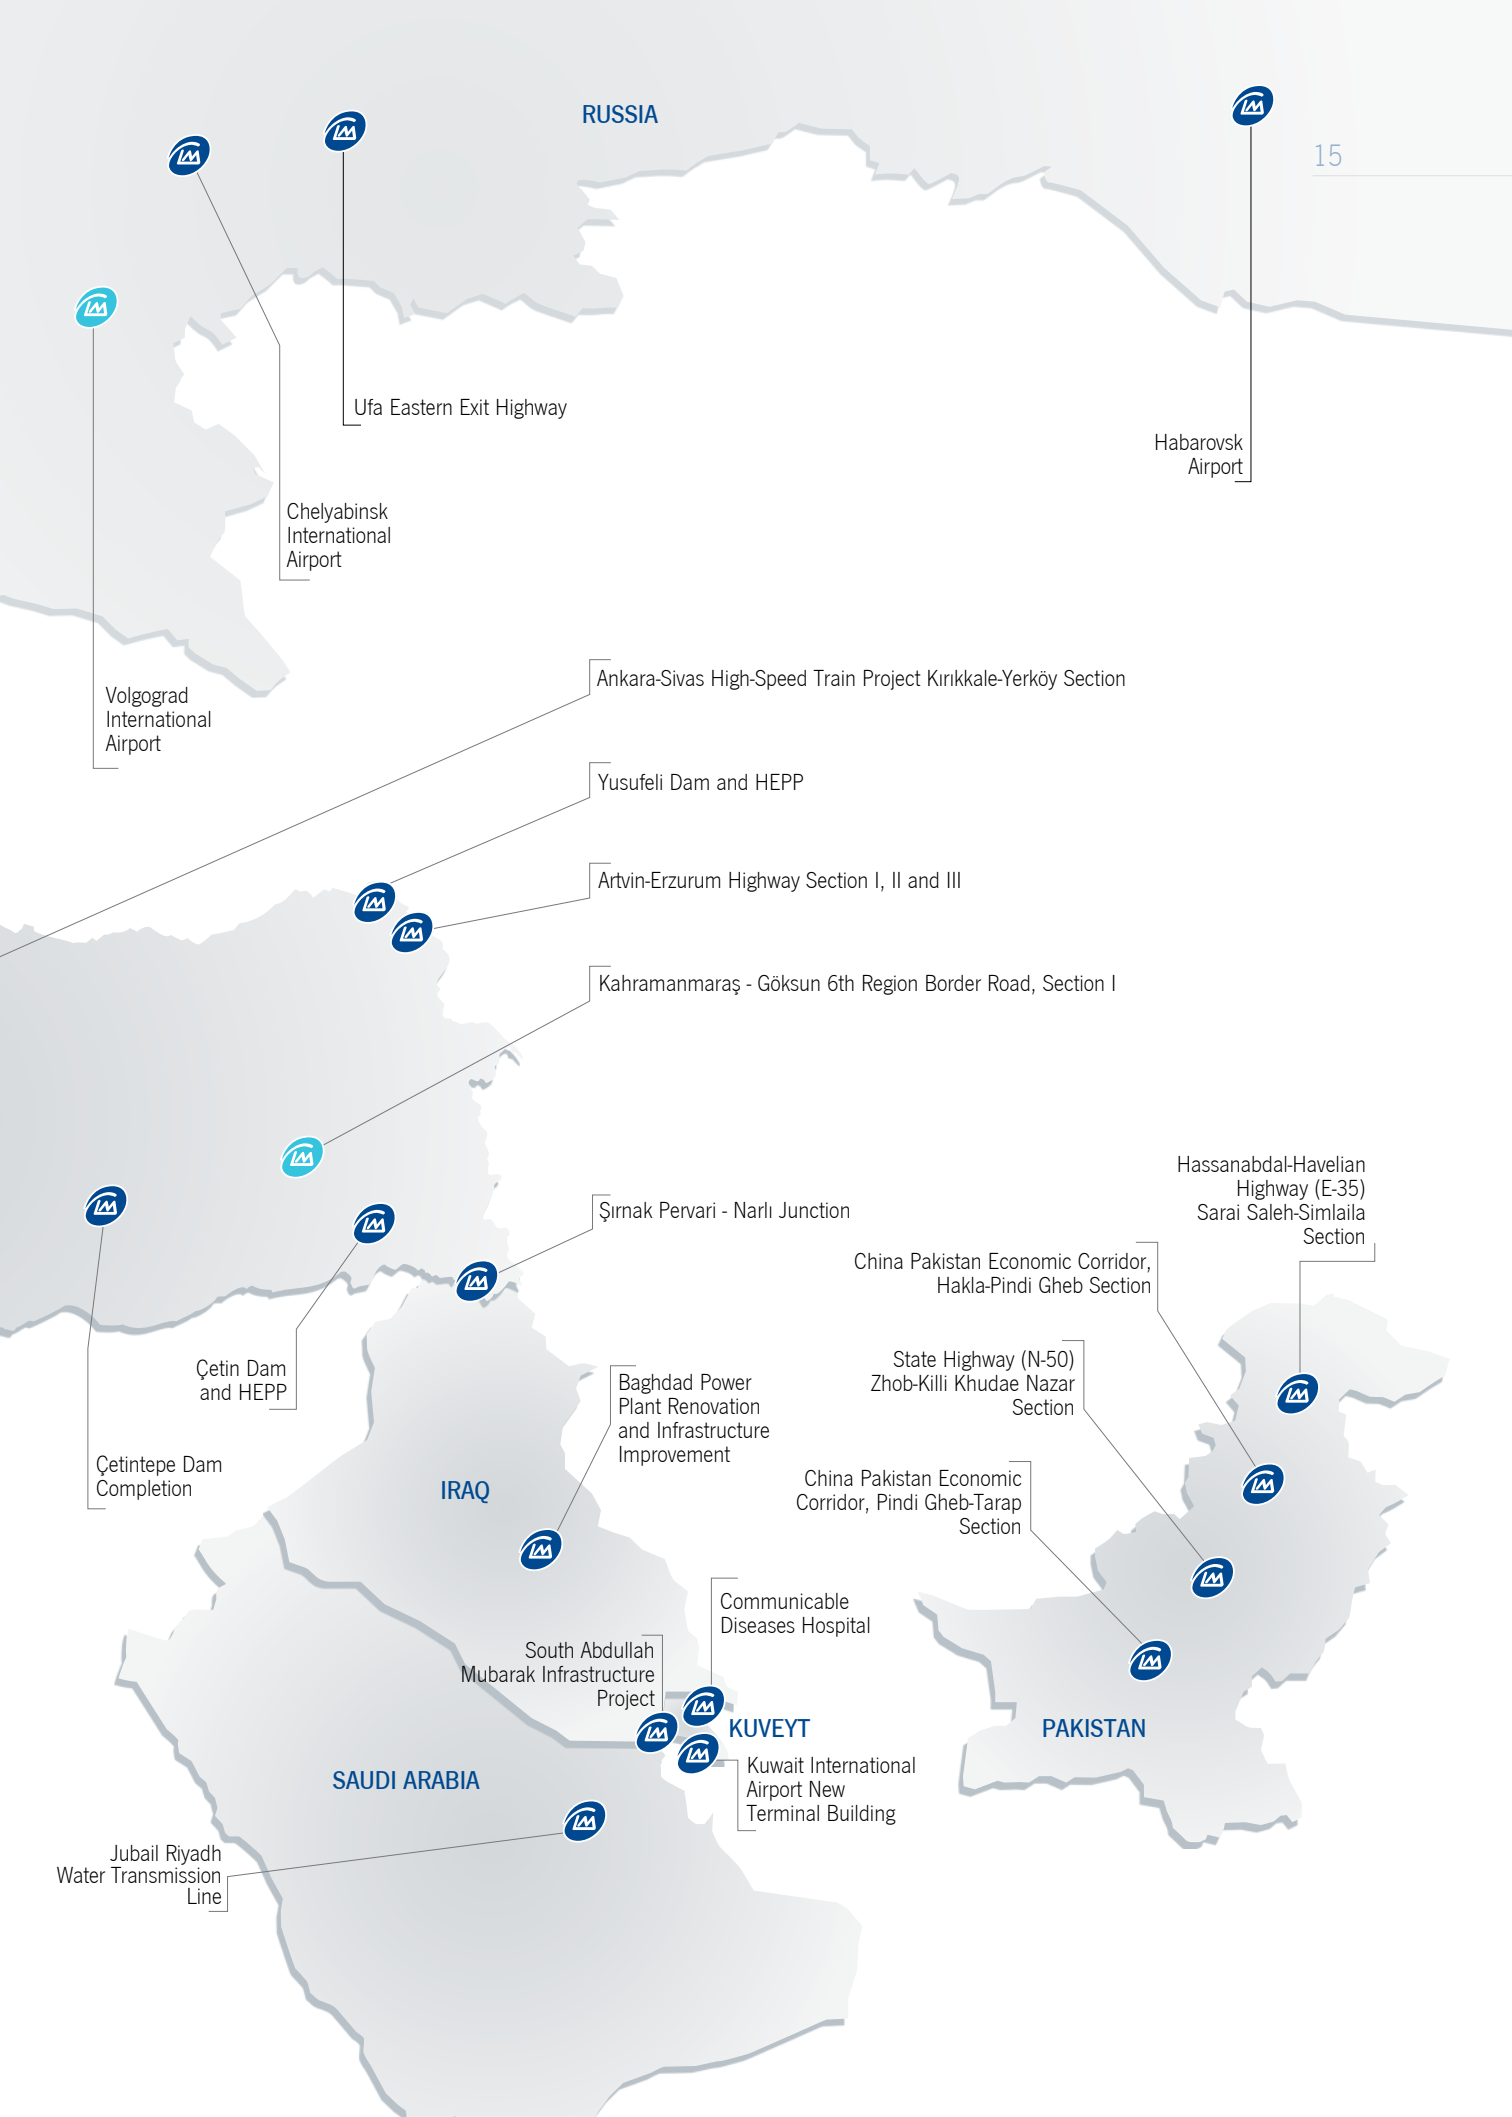 RUSSIA
15
Ufa Eastern Exit Highway
Habarovsk
Airport
Chelyabinsk
International
Airport
Volgograd
International
Airport
Ankara-Sivas High-Speed Train Project Kırıkkale-Yerköy Section
Yusufeli Dam and HEPP
Artvin-Erzurum Highway Section I, II and III
Kahramanmaraş - Göksun 6th Region Border Road, Section I
Hassanabdal-Havelian
Highway (E-35)
Sarai Saleh-Simlaila
Section
Şırnak Pervari - Narlı Junction
China Pakistan Economic Corridor,
Hakla-Pindi Gheb Section
Çetin Dam
and HEPP
State Highway (N-50)
Zhob-Killi Khudae Nazar
Section
Baghdad Power
Plant Renovation
and Infrastructure
Improvement
Çetintepe Dam
Completion
IRAQ
China Pakistan Economic
Corridor, Pindi Gheb-Tarap
Section
Communicable
Diseases Hospital
South Abdullah
Mubarak Infrastructure
Project
KUVEYT
PAKISTAN
Kuwait International
Airport New
Terminal Building
SAUDI ARABIA
Jubail Riyadh
Water Transmission
Line